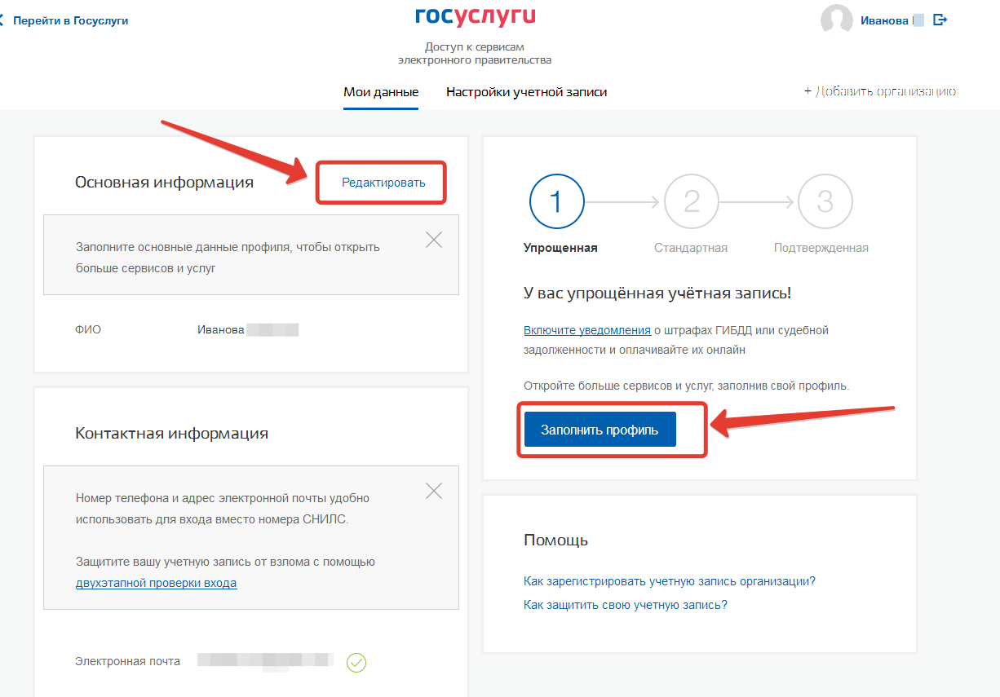 Перейти в Госуслуги
госуслуги
Иванова
Доступ к сервисам
электронного правительства
Мои данные
Настройки учетной записи
+ Добавить организацию
Основная информация
Редактировать
Заполните основные данные профиля, чтобы открыть
больше сервисов и услуг
ФИО
Иванова
Контактная информация
Номер телефона и адрес электронной почты удобно
использовать для входа вместо номера СНИЛС.
Защитите вашу учетную запись от взлома с помощью
двухэтапной проверки входа
Электронная почта
1
2
3
Упрощенная
Стандартная
Подтвержденная
У вас упрощённая учётная запись!
Включите уведомления о штрафах ГИБДД или судебной
задолженности и оплачивайте их онлайн
Откройте больше сервисов и услуг, заполнив свой профиль.
Заполнить профиль
Помощь
Как зарегистрировать учетную запись организации?
Как защитить свою учетную запись?